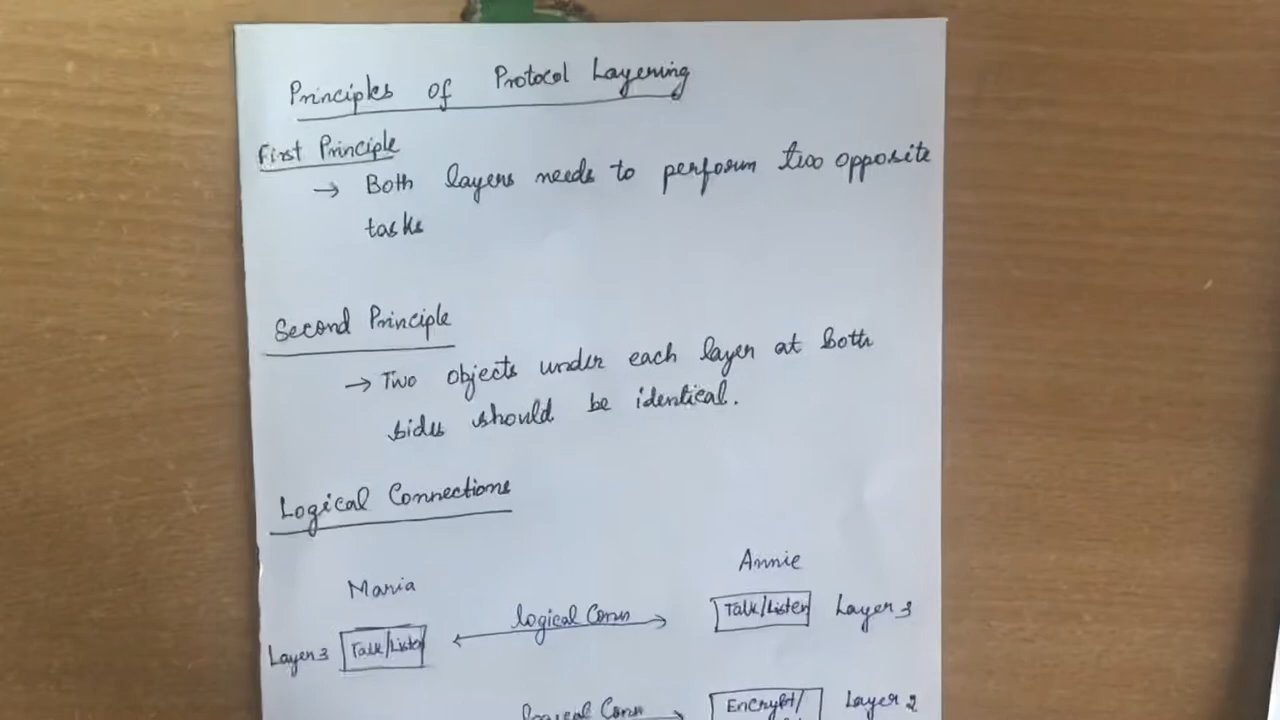 Principles of Protocol Layering
First Principle
→ Both layers needs to perform two opposite
tasks
Second Principle
→ Two objects under each layer at both
sides should be identical.
Logical Connections
Maria
Annie
Layer 3 Talk/Listen
logical Conn
Talk/Listen Layer 3
logical Conn
Encrypt/ Layer 2